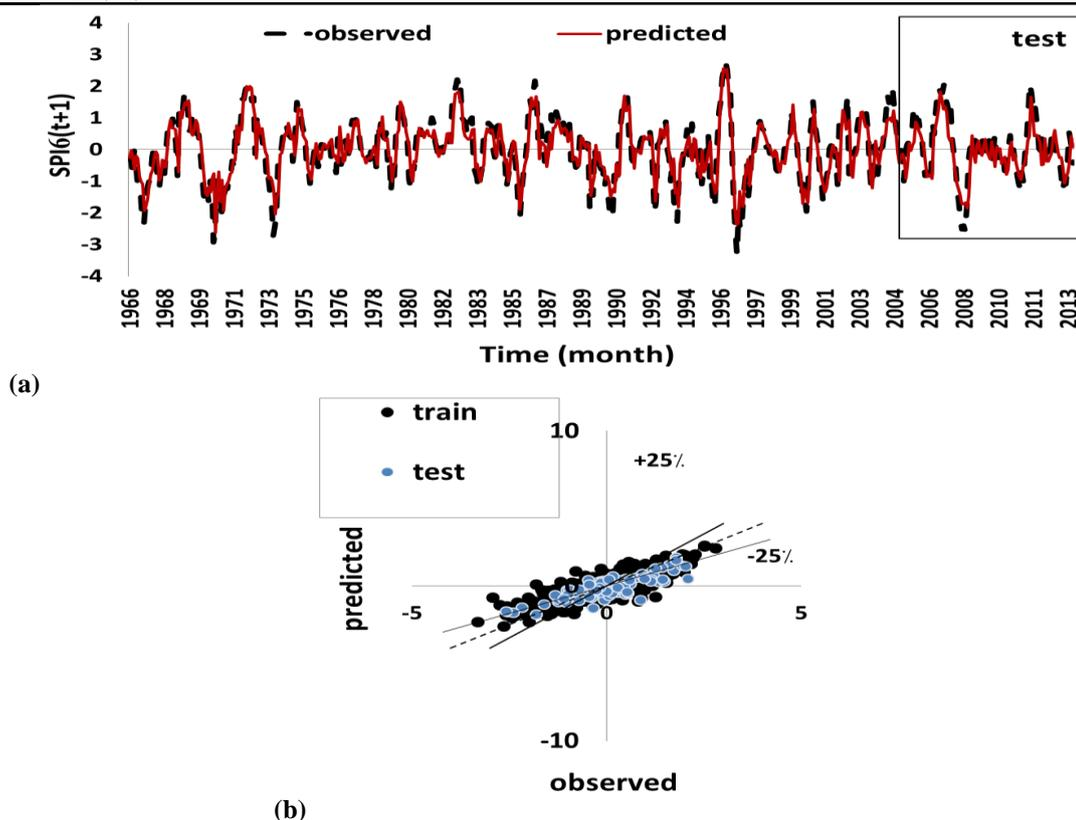 4
observed
predicted
test
3
2
1
0
-1
-2
-3
-4
SPI6(t+1)
1966 1968 1969 1971 1973 1975 1976 1978 1980 1982 1983 1985 1987 1989 1990 1992 1994 1996 1997 1999 2001 2003 2004 2006 2008 2010 2011 2013
Time (month)
(a)
train
test
10
+25٪
-25٪
predicted
0
-5
0
5
-10
observed
(b)